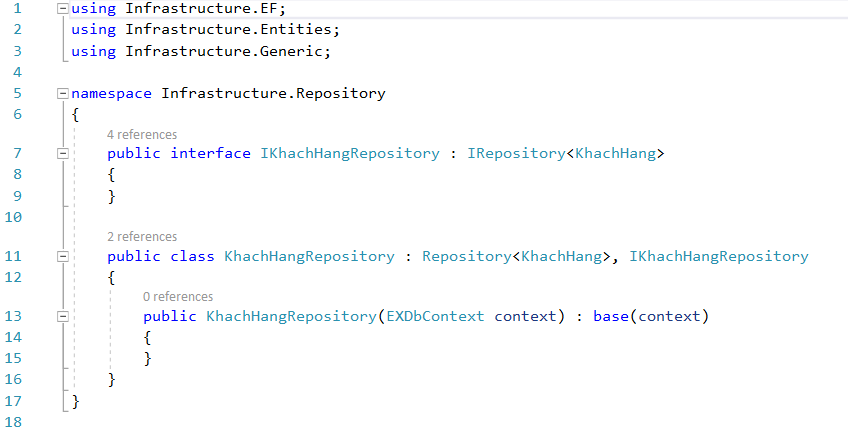 1 using Infrastructure.EF;
2 using Infrastructure.Entities;
3 using Infrastructure.Generic;
4
5 namespace Infrastructure.Repository
6 {
4 references
7 public interface IKhachHangRepository : IRepository<KhachHang>
8 {
9 }
10
2 references
11 public class KhachHangRepository : Repository<KhachHang>, IKhachHangRepository
12 {
0 references
13 public KhachHangRepository(EXDbContext context) : base(context)
14 {
15 }
16 }
17 }
18